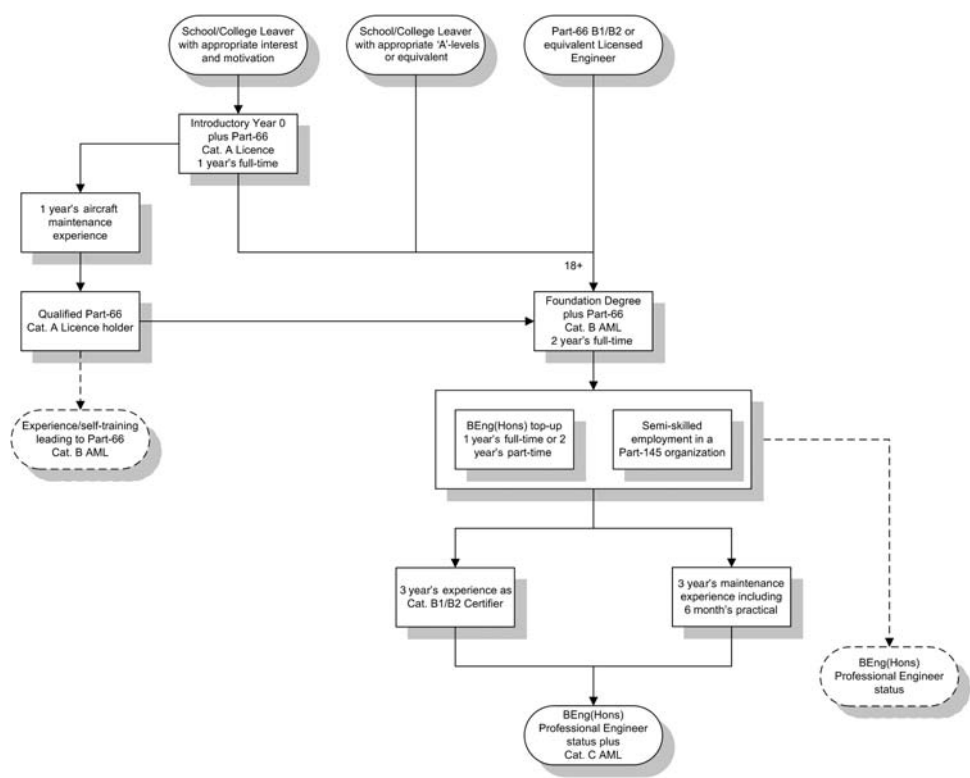 School/College Leaver
with appropriate interest
and motivation
School/College Leaver
with appropriate 'A'-levels
or equivalent
Part-66 B1/B2 or
equivalent Licensed
Engineer
Introductory Year 0
plus Part-66
Cat. A Licence
1 year's full-time
1 year's aircraft
maintenance
experience
18+
Qualified Part-66
Cat. A Licence holder
Foundation Degree
plus Part-66
Cat. B AML
2 year's full-time
Experience/self-training
leading to Part-66
Cat. B AML
BEng(Hons) top-up
1 year's full-time or 2
year's part-time
Semi-skilled
employment in a
Part-145 organization
3 year's experience as
Cat. B1/B2 Certifier
3 year's maintenance
experience including
6 month's practical
BEng(Hons)
Professional Engineer
status
BEng(Hons)
Professional Engineer
status plus
Cat. C AML